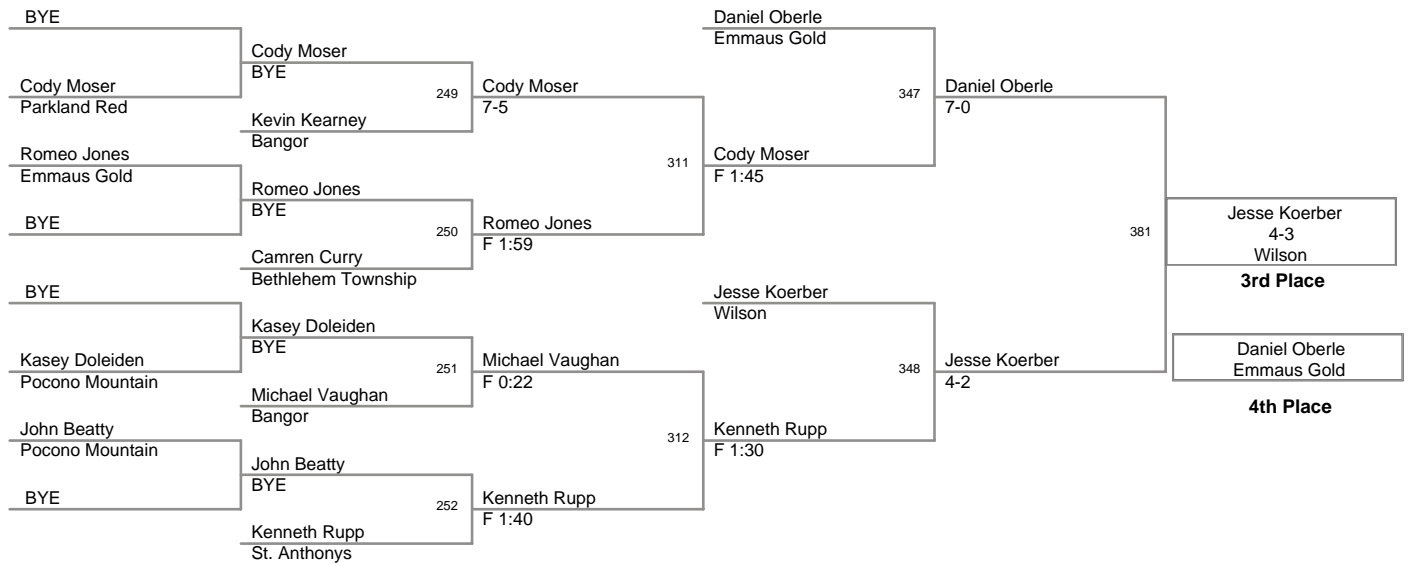 BYE
Cody Moser
Parkland Red
Romeo Jones
Emmaus Gold
BYE
BYE
Kasey Doleiden
Pocono Mountain
John Beatty
Pocono Mountain
BYE
Cody Moser
BYE
249
Kevin Kearney
Bangor
Romeo Jones
BYE
250
Camren Curry
Bethlehem Township
Kasey Doleiden
BYE
251
Michael Vaughan
Bangor
John Beatty
BYE
252
Kenneth Rupp
St. Anthonys
Cody Moser
7-5
311
Romeo Jones
F 1:59
Michael Vaughan
F 0:22
312
Kenneth Rupp
F 1:40
Daniel Oberle
Emmaus Gold
347
Cody Moser
F 1:45
Jesse Koerber
Wilson
348
Kenneth Rupp
F 1:30
Daniel Oberle
7-0
381
Jesse Koerber
4-2
Jesse Koerber
4-3
Wilson
3rd Place
Daniel Oberle
Emmaus Gold
4th Place